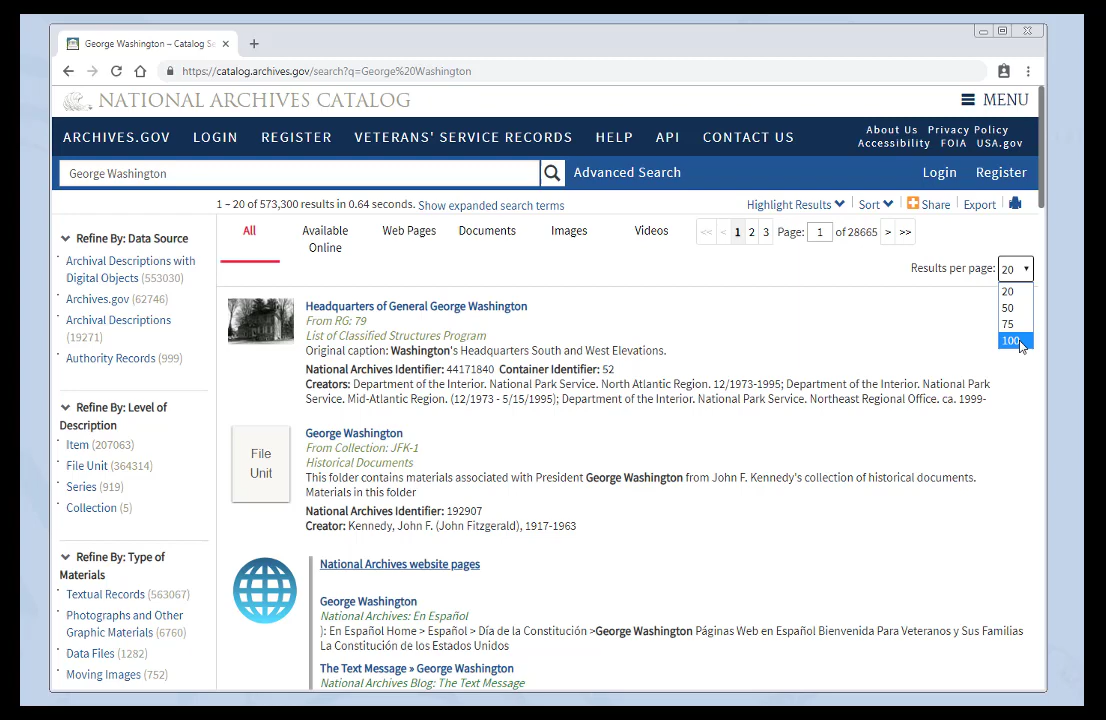 George Washington – Catalog Se
https://catalog.archives.gov/search?q=George%20Washington
NATIONAL ARCHIVES CATALOG
MENU
ARCHIVES.GOV LOGIN REGISTER VETERANS' SERVICE RECORDS HELP API CONTACT US
About Us Privacy Policy
Accessibility FOIA USA.gov
George Washington
Advanced Search
Login Register
1 – 20 of 573,300 results in 0.64 seconds. Show expanded search terms
Highlight Results Sort Share Export
All
Available
Online
Web Pages
Documents
Images
Videos
<< < 1 2 3 Page: 1 of 28665 > >>
Results per page: 20
20
50
75
100
Refine By: Data Source
Archival Descriptions with
Digital Objects (553030)
Archives.gov (62746)
Archival Descriptions
(19271)
Authority Records (999)
Refine By: Level of
Description
Item (207063)
File Unit (364314)
Series (919)
Collection (5)
Refine By: Type of
Materials
Textual Records (563067)
Photographs and Other
Graphic Materials (6760)
Data Files (1282)
Moving Images (752)
Headquarters of General George Washington
From RG: 79
List of Classified Structures Program
Original caption: Washington's Headquarters South and West Elevations.
National Archives Identifier: 44171840 Container Identifier: 52
Creators: Department of the Interior. National Park Service. North Atlantic Region. 12/1973-1995; Department of the Interior. National Park
Service. Mid-Atlantic Region. (12/1973 - 5/15/1995); Department of the Interior. National Park Service. Northeast Regional Office. ca. 1999-
File
Unit
George Washington
From Collection: JFK-1
Historical Documents
This folder contains materials associated with President George Washington from John F. Kennedy's collection of historical documents.
Materials in this folder
National Archives Identifier: 192907
Creator: Kennedy, John F. (John Fitzgerald), 1917-1963
National Archives website pages
George Washington
National Archives: En Español
): En Español Home > Español > Día de la Constitución >George Washington Páginas Web en Español Bienvenida Para Veteranos y Sus Familias
La Constitución de los Estados Unidos
The Text Message » George Washington
National Archives Blog: The Text Message